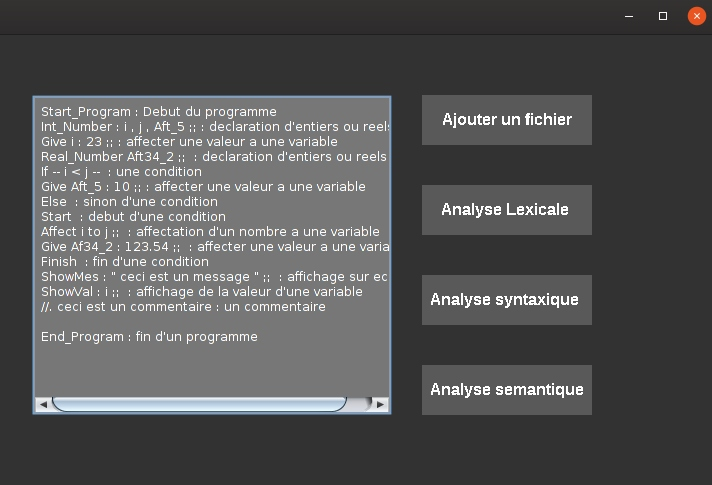 Start_Program : Debut du programme
Int_Number : i , j , Aft_5 ;; : declaration d'entiers ou reels
Give i : 23 ;; : affecter une valeur a une variable
Real_Number Aft34_2 ;;  : declaration d'entiers ou reels
If -- i < j --  : une condition
Give Aft_5 : 10 ;; : affecter une valeur a une variable
Else  : sinon d'une condition
Start  : debut d'une condition
Affect i to j ;;  : affectation d'un nombre a une variable
Give Af34_2 : 123.54 ;;  : affecter une valeur a une varia
Finish  : fin d'une condition
ShowMes : " ceci est un message " ;;  : affichage sur ec
ShowVal : i ;;  : affichage de la valeur d'une variable
//. ceci est un commentaire : un commentaire
End_Program : fin d'un programme
Ajouter un fichier
Analyse Lexicale
Analyse syntaxique
Analyse semantique